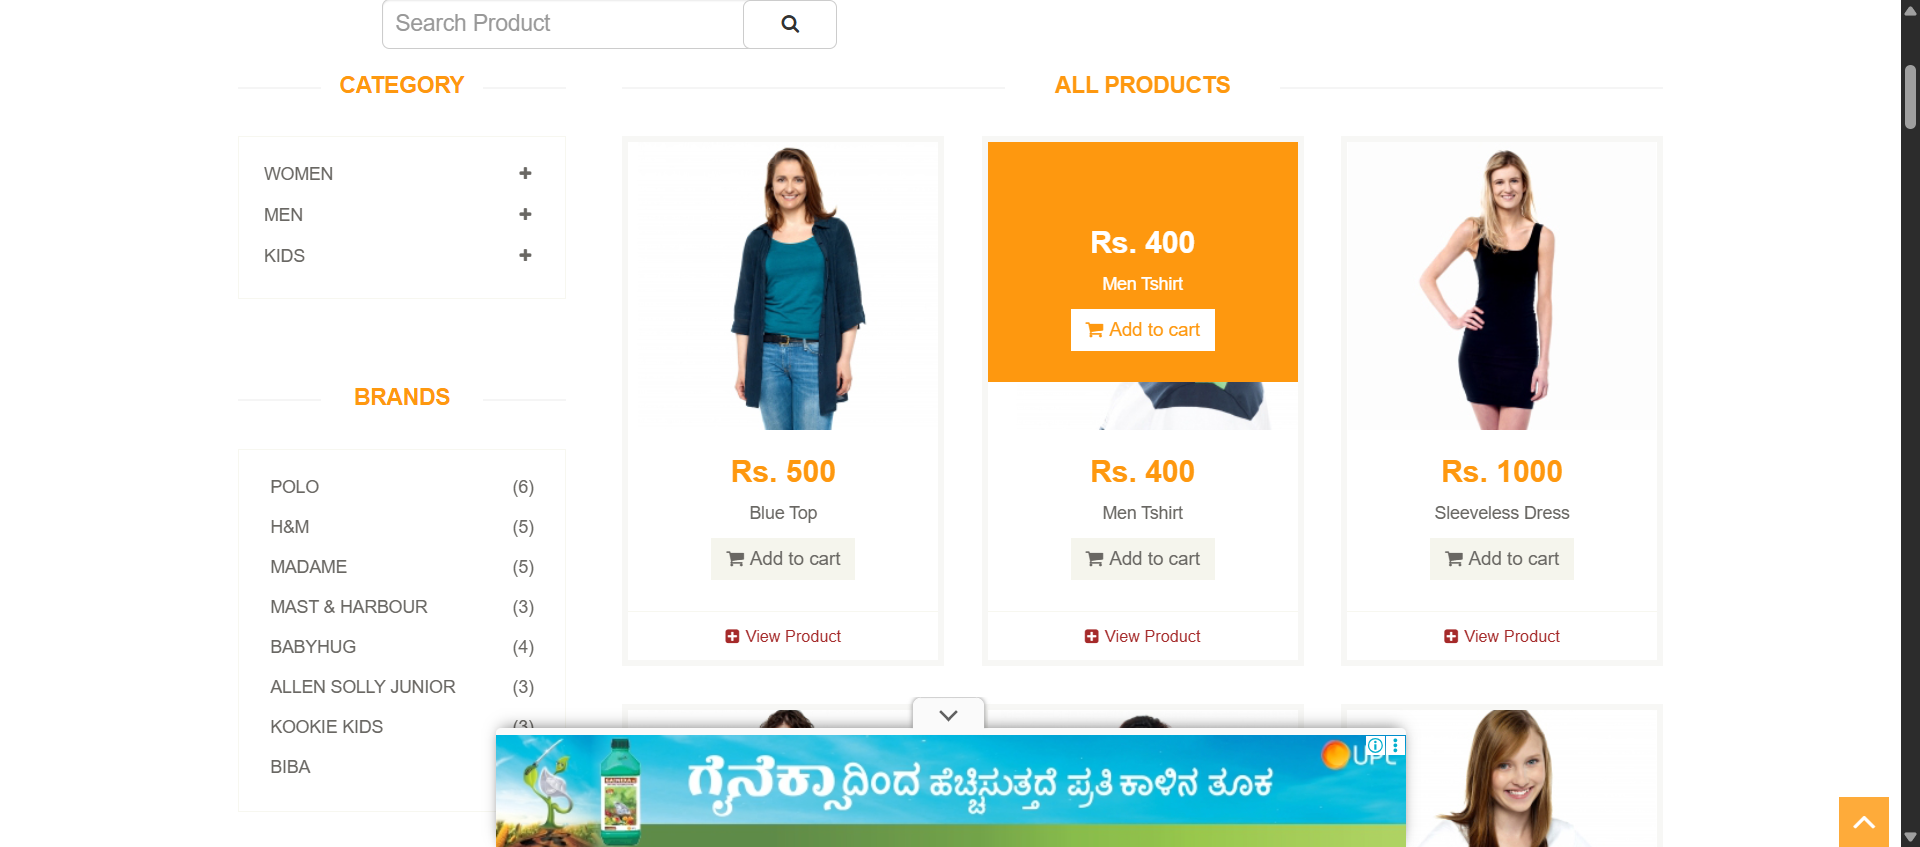 Search Product
CATEGORY
WOMEN
MEN
KIDS
BRANDS
POLO (6)
H&M (5)
MADAME (5)
MAST & HARBOUR (3)
BABYHUG (4)
ALLEN SOLLY JUNIOR (3)
KOOKIE KIDS (3)
BIBA
ALL PRODUCTS
Rs. 500
Blue Top
Add to cart
View Product
Rs. 400
Men Tshirt
Add to cart
Rs. 400
Men Tshirt
Add to cart
View Product
Rs. 1000
Sleeveless Dress
Add to cart
View Product
ಗೈನೆಕ್ಸಾದಿಂದ ಹೆಚ್ಚಿಸುತ್ತದೆ ಪ್ರತಿ ಕಾಳಿನ ತೂಕ
UPL